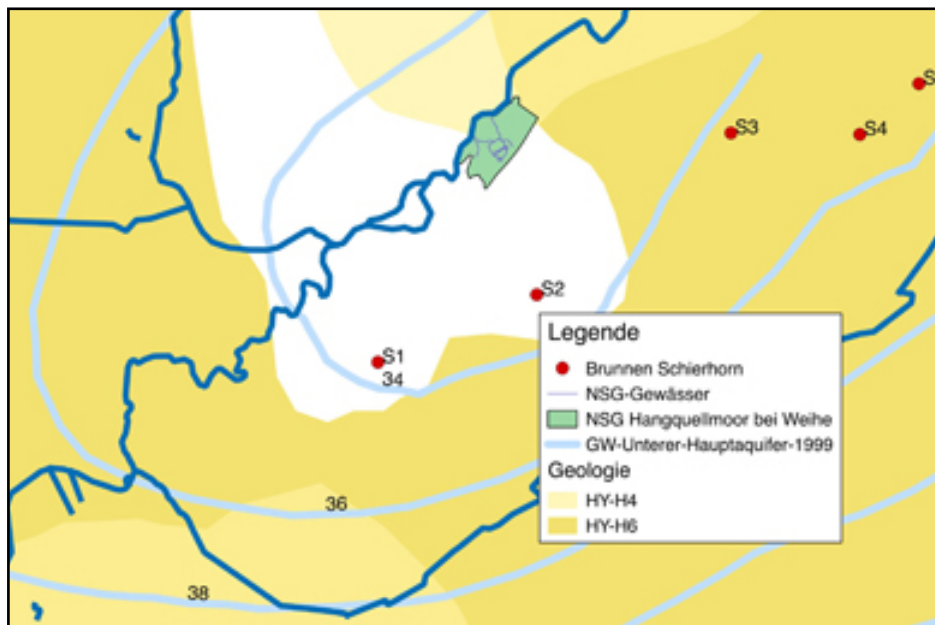 S3
S4
S
S2
S1
34
36
38
Legende
Brunnen Schierhorn
NSG-Gewässer
NSG Hangquellmoor bei Weihe
GW-Unterer-Hauptaquifer-1999
Geologie
HY-H4
HY-H6